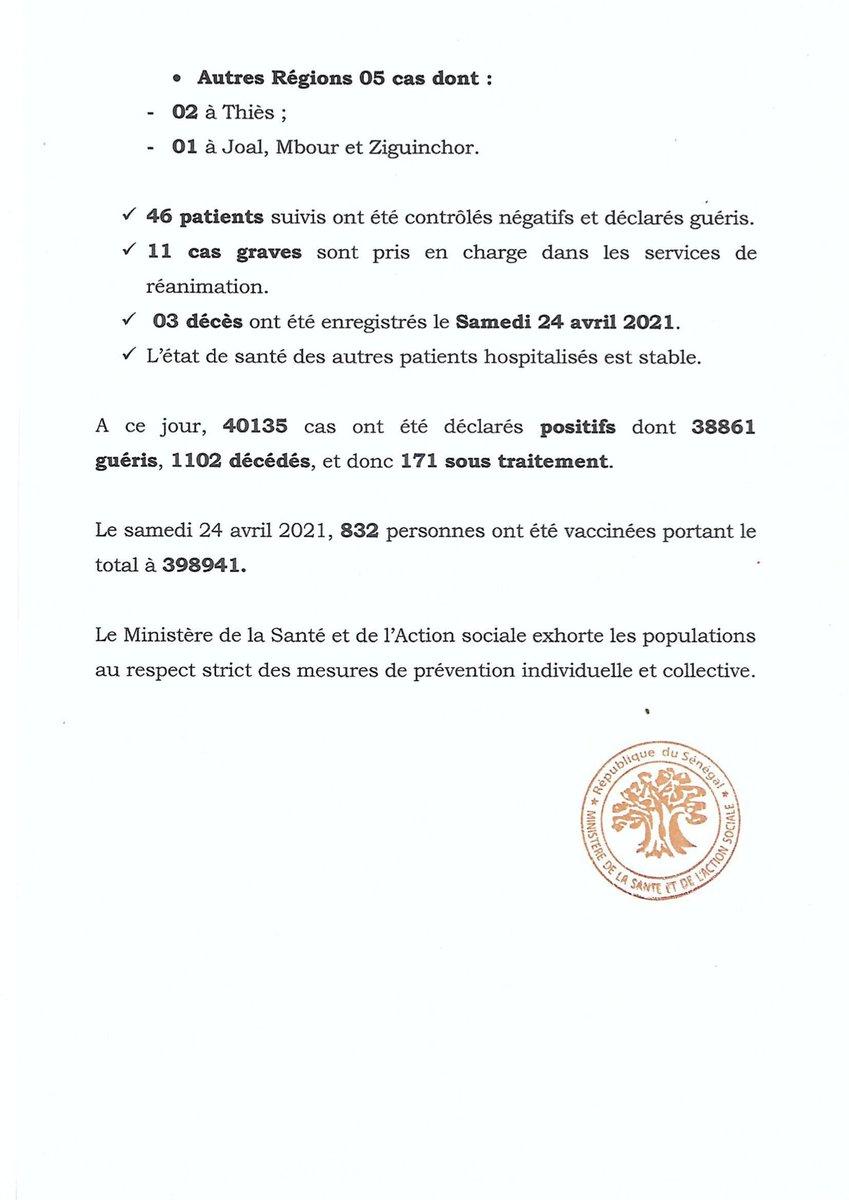 • Autres Régions 05 cas dont :
- 02 à Thiès ;
- 01 à Joal, Mbour et Ziguinchor.
✓ 46 patients suivis ont été contrôlés négatifs et déclarés guéris.
✓ 11 cas graves sont pris en charge dans les services de
réanimation.
✓ 03 décès ont été enregistrés le Samedi 24 avril 2021.
✓ L’état de santé des autres patients hospitalisés est stable.
A ce jour, 40135 cas ont été déclarés positifs dont 38861
guéris, 1102 décédés, et donc 171 sous traitement.
Le samedi 24 avril 2021, 832 personnes ont été vaccinées portant le
total à 398941.
Le Ministère de la Santé et de l’Action sociale exhorte les populations
au respect strict des mesures de prévention individuelle et collective.
★ République du Sénégal ★
MINISTERE DE LA SANTE ET DE L'ACTION SOCIALE